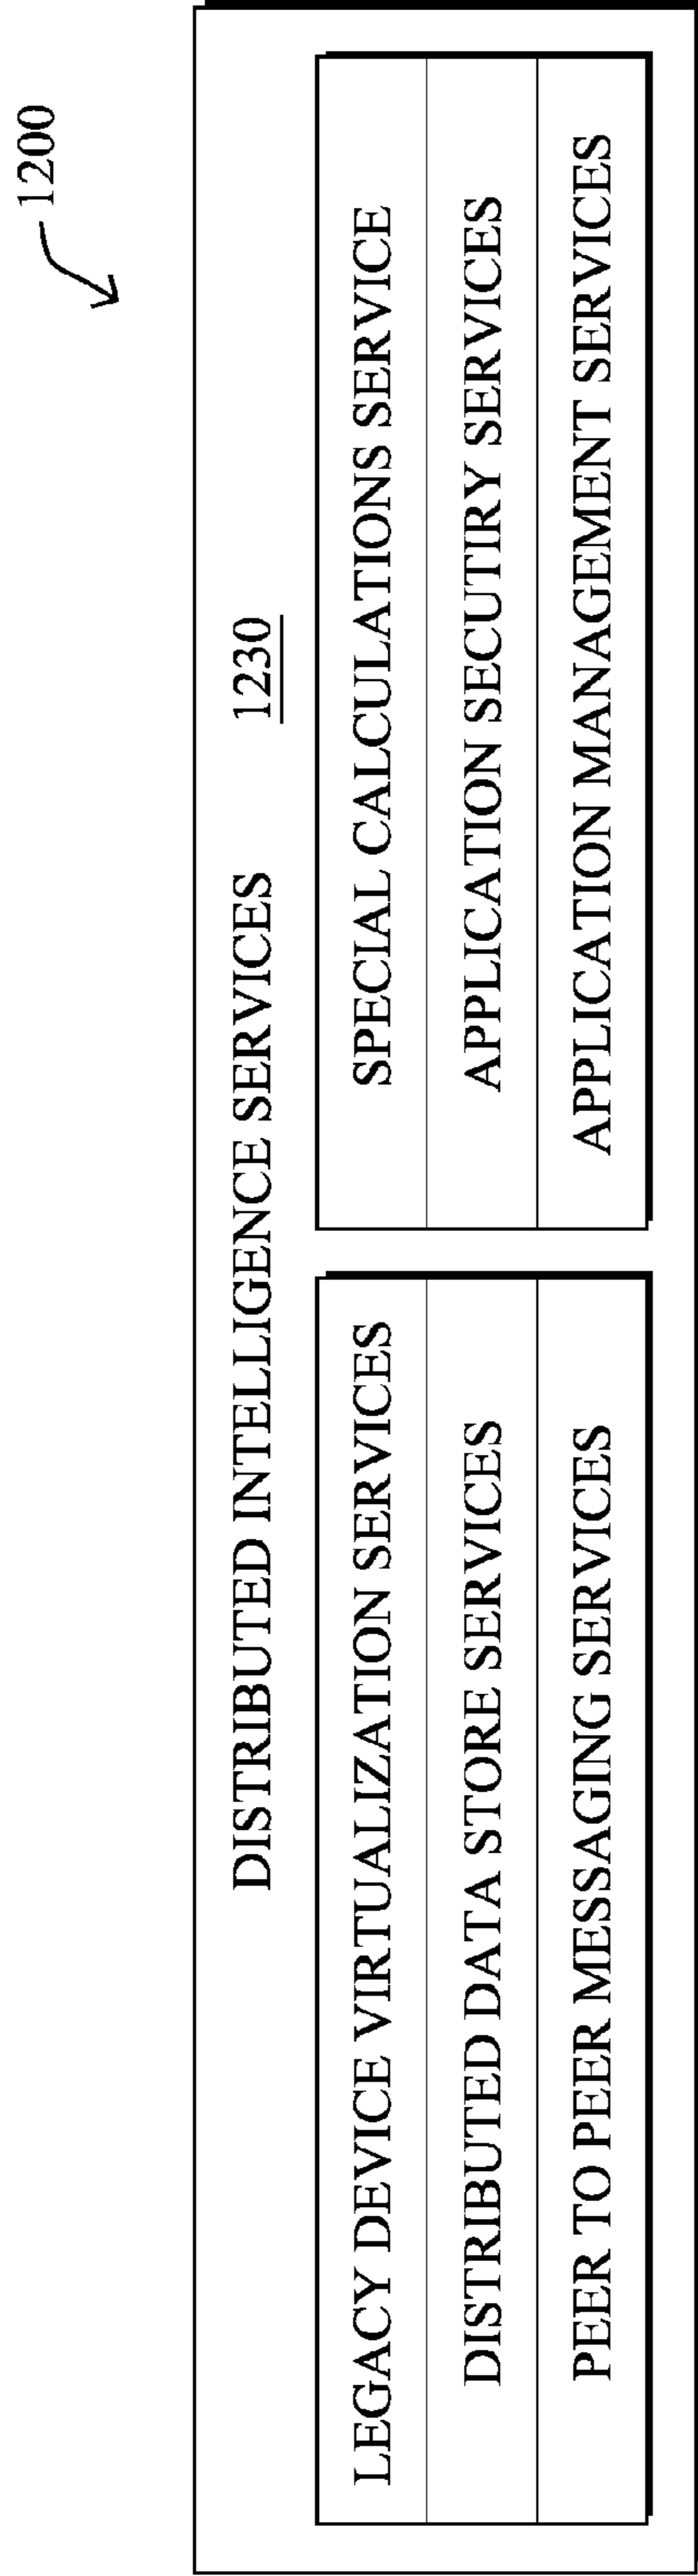 1200
DISTRIBUTED INTELLIGENCE SERVICES 1230
LEGACY DEVICE VIRTUALIZATION SERVICES
DISTRIBUTED DATA STORE SERVICES
PEER TO PEER MESSAGING SERVICES
SPECIAL CALCULATIONS SERVICE
APPLICATION SECUTIRY SERVICES
APPLICATION MANAGEMENT SERVICES